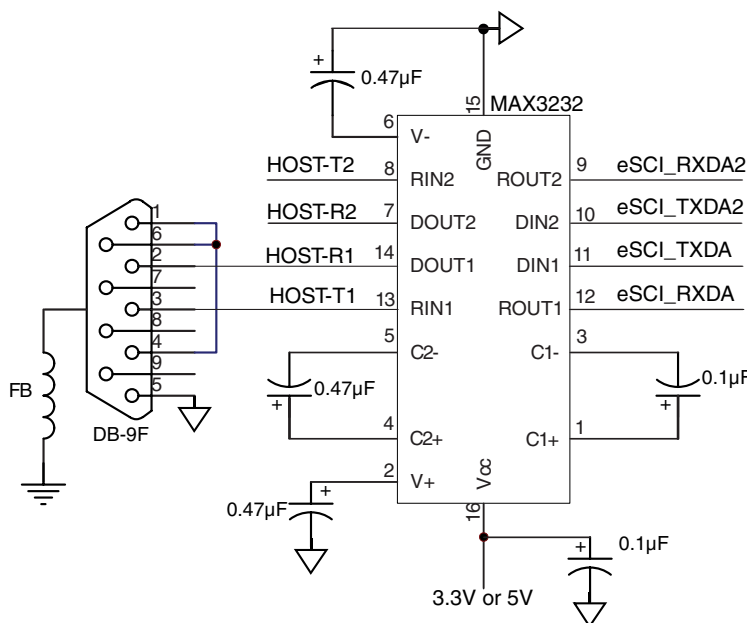 +
0.47µF
15
MAX3232
GND
6
V-
HOST-T2
8
RIN2
ROUT2
9
eSCI_RXDA2
HOST-R2
7
DOUT2
DIN2
10
eSCI_TXDA2
HOST-R1
14
DOUT1
DIN1
11
eSCI_TXDA
HOST-T1
13
RIN1
ROUT1
12
eSCI_RXDA
1
6
2
7
3
8
4
9
5
FB
DB-9F
5
C2-
C1-
3
0.47µF
+
0.1µF
+
4
C2+
C1+
1
2
V+
Vcc
16
0.47µF
+
+
0.1µF
3.3V or 5V